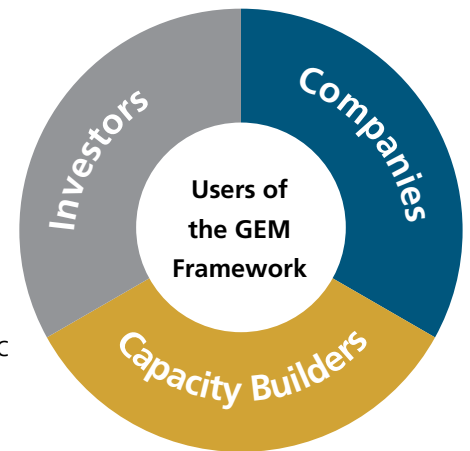 Investors
Companies
Users of
the GEM
Framework
C
Capacity Builders